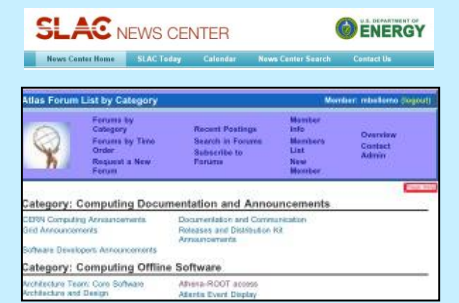 SLAC NEWS CENTER
U.S. DEPARTMENT OF
ENERGY
News Center Home SLAC Today Calendar News Center Search Contact Us
Atlas Forum List by Category
Member: mbellomo (logout)
Forums by Category
Forums by Time Order
Request a New Forum
Recent Postings
Search in Forums
Subscribe to Forums
Member Info
Members List
New Member
Overview
Contact Admin
Category: Computing Documentation and Announcements
CERN Computing Announcements Documentation and Communication
Grid Announcements Releases and Distribution Kit
Announcements
Software Developers Announcements
Category: Computing Offline Software
Architecture Team: Core Software Athena-ROOT access
Architecture and Design Atlantis Event Display